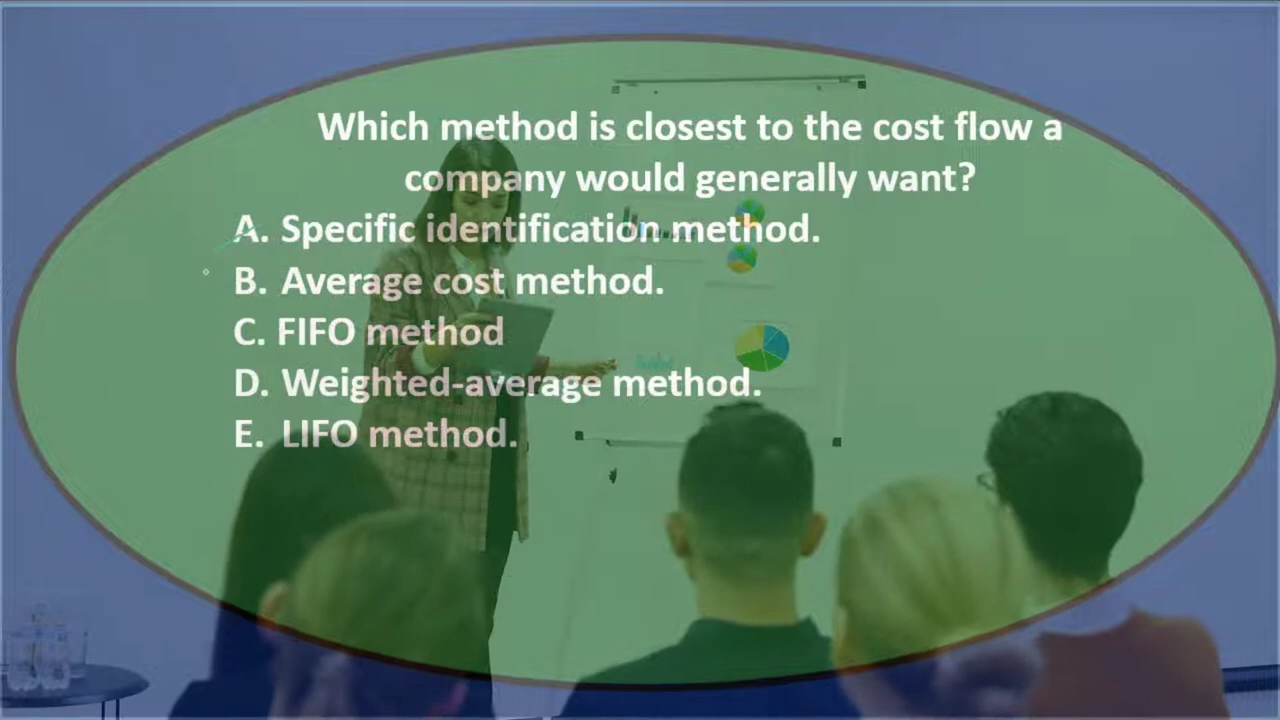 Which method is closest to the cost flow a
company would generally want?
A. Specific identification method.
B. Average cost method.
C. FIFO method
D. Weighted-average method.
E. LIFO method.